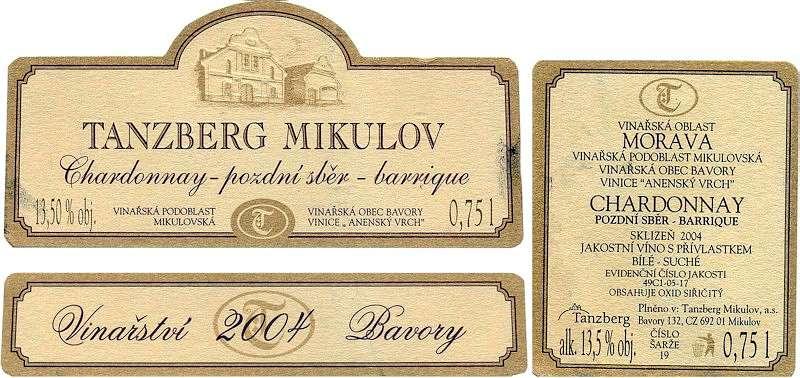 TANZBERG MIKULOV
Chardonnay - pozdní sběr - barrique
13,50 % obj.
VINAŘSKÁ PODOBLAST
MIKULOVSKÁ
T
VINAŘSKÁ OBEC BAVORY
VINICE „ANENSKÝ VRCH"
0,75 l
Vinařství 2004 Bavory
T
VINAŘSKÁ OBLAST
MORAVA
VINAŘSKÁ PODOBLAST MIKULOVSKÁ
VINAŘSKÁ OBEC BAVORY
VINICE "ANENSKÝ VRCH"
CHARDONNAY
POZDNÍ SBĚR - BARRIQUE
SKLIZEŇ 2004
JAKOSTNÍ VÍNO S PŘÍVLASTKEM
BÍLÉ - SUCHÉ
EVIDENČNÍ ČÍSLO JAKOSTI
49C1-05-17
OBSAHUJE OXID SIŘIČITÝ
Tanzberg
Plněno v: Tanzberg Mikulov, a.s.
Bavory 132, CZ 692 01 Mikulov
alk. 13,5 % obj.
ČÍSLO
ŠARŽE
19
0,75 l